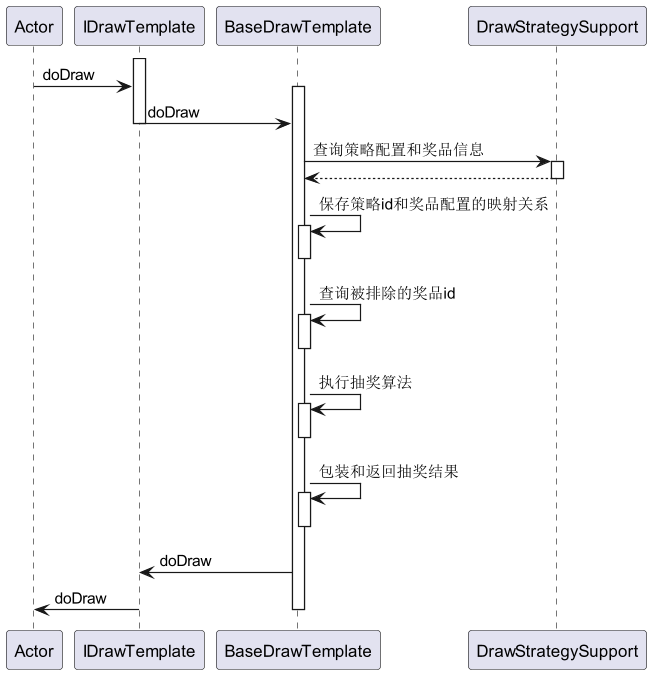 Actor IDrawTemplate BaseDrawTemplate DrawStrategySupport
doDraw
doDraw
查询策略配置和奖品信息
保存策略id和奖品配置的映射关系
查询被排除的奖品id
执行抽奖算法
包装和返回抽奖结果
doDraw
doDraw
Actor IDrawTemplate BaseDrawTemplate DrawStrategySupport